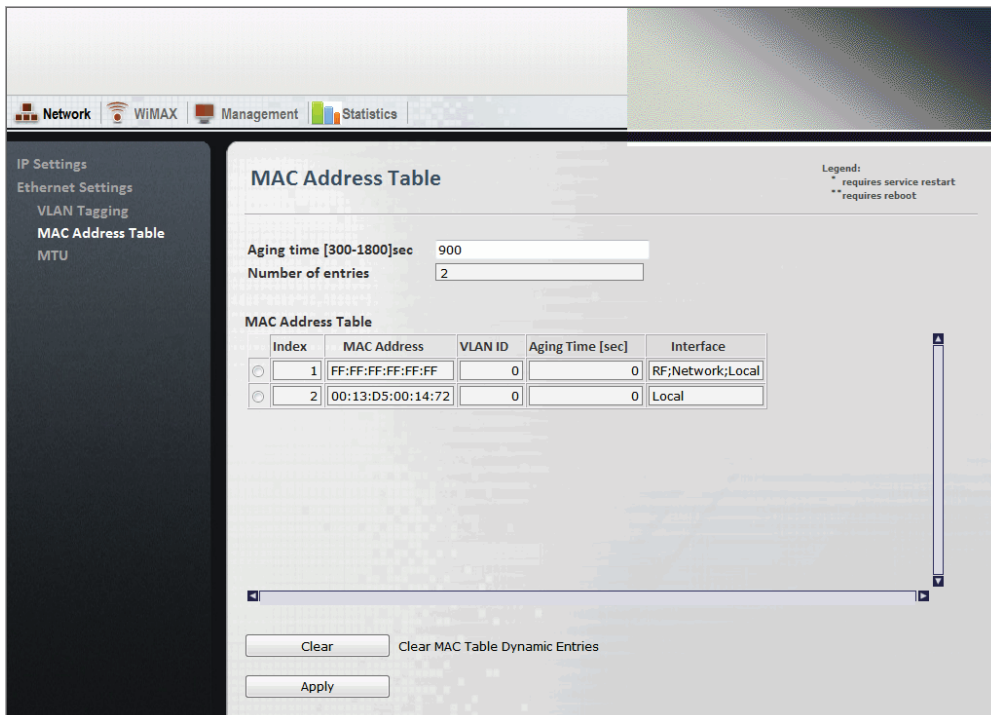 Network WiMAX Management Statistics
IP Settings
Ethernet Settings
VLAN Tagging
MAC Address Table
MTU
MAC Address Table
Legend:
* requires service restart
** requires reboot
Aging time [300-1800]sec 900
Number of entries 2
MAC Address Table
Index MAC Address VLAN ID Aging Time [sec] Interface
1 FF:FF:FF:FF:FF:FF 0 0 RF;Network;Local
2 00:13:D5:00:14:72 0 0 Local
Clear Clear MAC Table Dynamic Entries
Apply